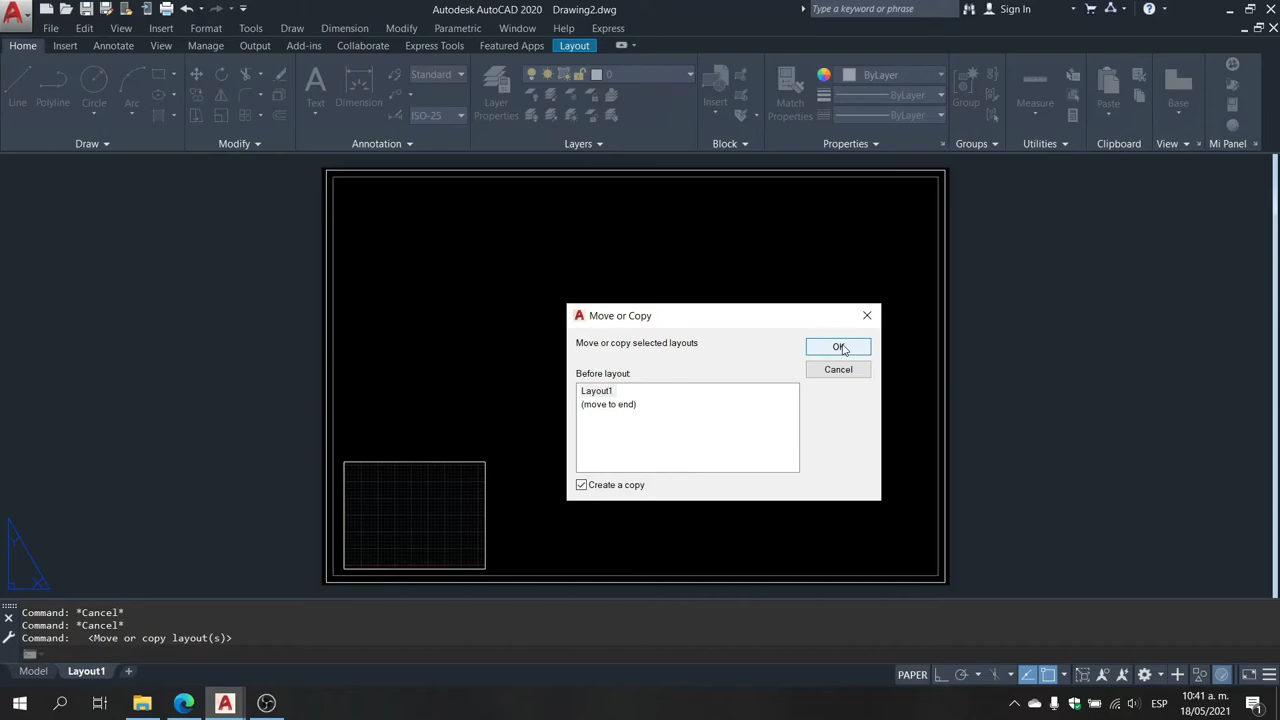 Autodesk AutoCAD 2020 Drawing2.dwg
Type a keyword or phrase
Sign In
File Edit View Insert Format Tools Draw Dimension Modify Parametric Window Help Express
Home Insert Annotate View Manage Output Add-ins Collaborate Express Tools Featured Apps Layout
Line Polyline Circle Arc
Text Dimension
Standard
ISO-25
Layer Properties
0
Insert
Match Properties
ByLayer
ByLayer
ByLayer
Group
Measure
Paste
Base
Draw Modify Annotation Layers Block Properties Groups Utilities Clipboard View Mi Panel
Move or Copy
Move or copy selected layouts
OK
Cancel
Before layout:
Layout1
(move to end)
Create a copy
Y
X
Command: *Cancel*
Command: *Cancel*
Command: <Move or copy layout(s)>
Model Layout1 +
PAPER
ESP
10:41 a. m.
18/05/2021
1